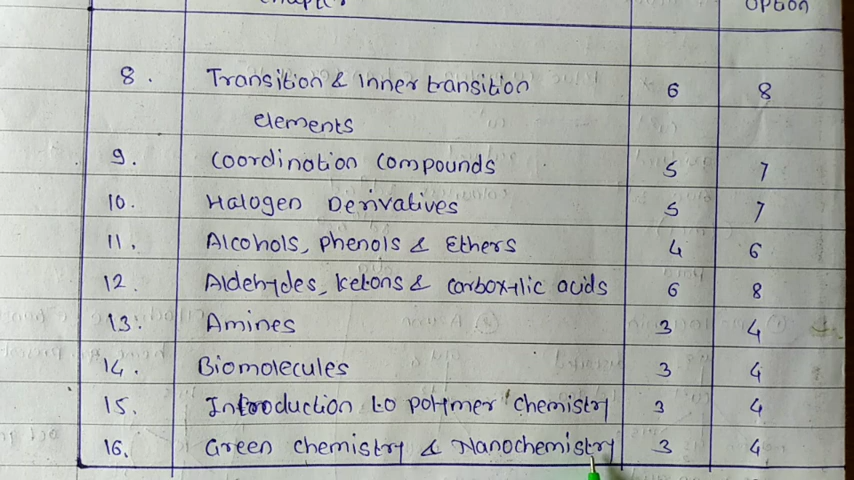 Option
8. Transition & Inner transition 6 8
elements
9. Coordination Compounds 5 7
10. Halogen Derivatives 5 7
11. Alcohols, phenols & Ethers 4 6
12. Aldehydes, ketons & carboxylic acids 6 8
13. Amines 3 4
14. Biomolecules 3 4
15. Introduction to polymer chemistry 3 4
16. Green chemistry & Nanochemistry 3 4